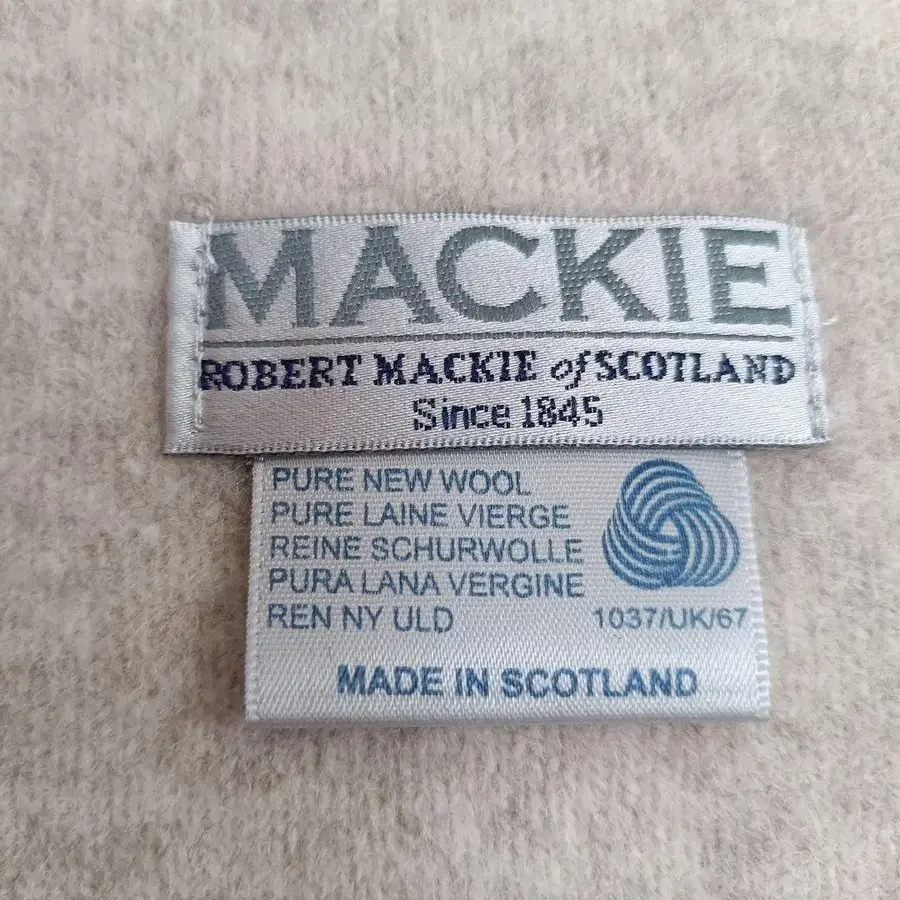 MACKIE
ROBERT MACKIE of SCOTLAND
Since 1845
PURE NEW WOOL
PURE LAINE VIERGE
REINE SCHURWOLLE
PURA LANA VERGINE
REN NY ULD
1037/UK/67
MADE IN SCOTLAND